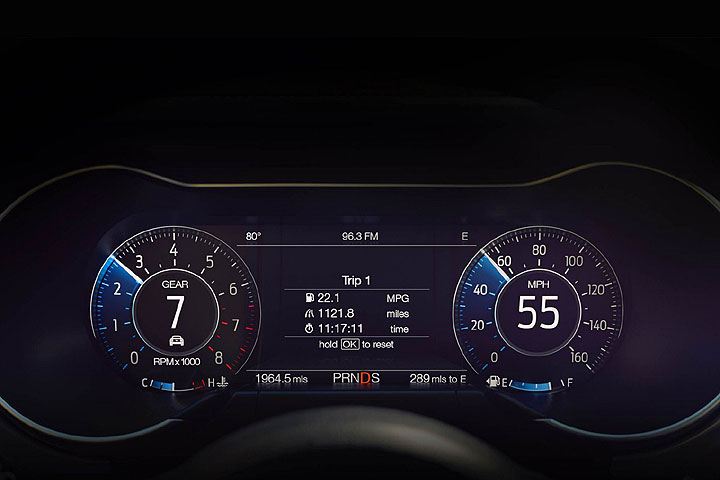 80° 96.3 FM E
4
3 5
2 6
1 7
0 8
GEAR
7
RPM x 1000
C H
Trip 1
22.1 MPG
1121.8 miles
11:17:11 time
hold OK to reset
1964.5 mls PRNDS 289 mls to E
80
60 100
40 120
20 140
0 160
MPH
55
E F